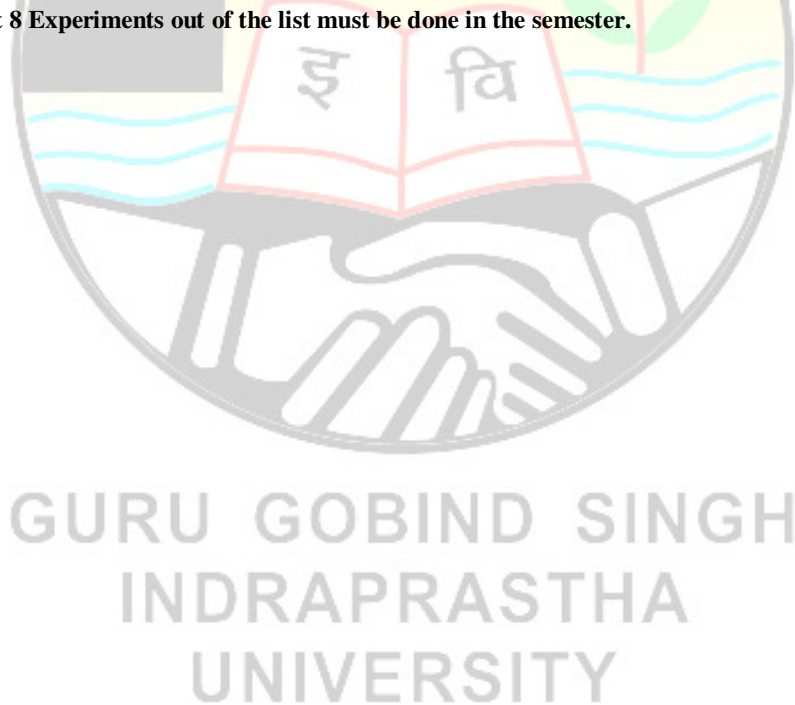 8 Experiments out of the list must be done in the semester.
इ वि
GURU GOBIND SINGH
INDRAPRASTHA
UNIVERSITY